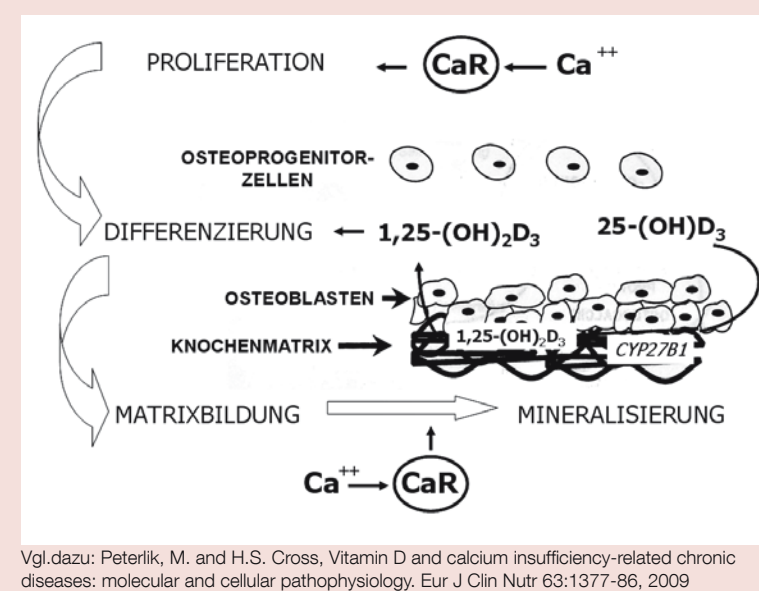 PROLIFERATION ← CaR ← Ca⁺⁺
OSTEOPROGENITOR-
ZELLEN
DIFFERENZIERUNG ← 1,25-(OH)₂D₃ 25-(OH)D₃
OSTEOBLASTEN
KNOCHENMATRIX
1,25-(OH)₂D₃ CYP27B1
MATRIXBILDUNG MINERALISIERUNG
Ca⁺⁺ → CaR
Vgl.dazu: Peterlik, M. and H.S. Cross, Vitamin D and calcium insufficiency-related chronic
diseases: molecular and cellular pathophysiology. Eur J Clin Nutr 63:1377-86, 2009